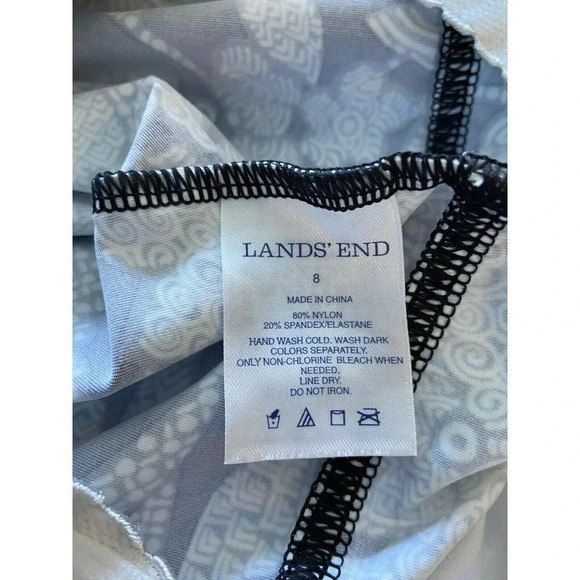 LANDS' END
8
MADE IN CHINA
80% NYLON
20% SPANDEX/ELASTANE
HAND WASH COLD. WASH DARK
COLORS SEPARATELY.
ONLY NON-CHLORINE BLEACH WHEN
NEEDED.
LINE DRY.
DO NOT IRON.